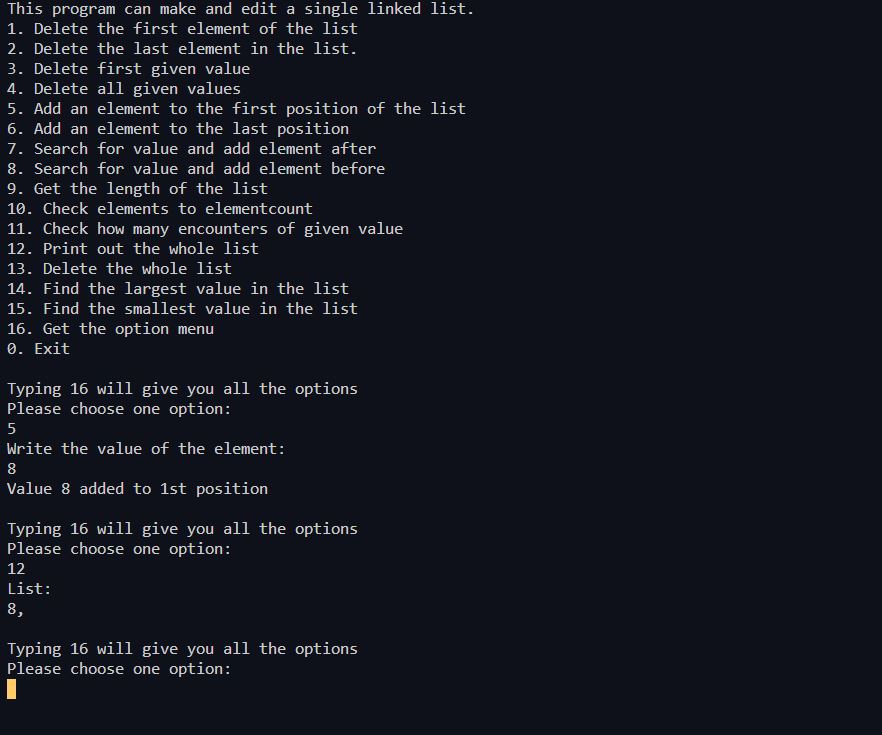 This program can make and edit a single linked list.
1. Delete the first element of the list
2. Delete the last element in the list.
3. Delete first given value
4. Delete all given values
5. Add an element to the first position of the list
6. Add an element to the last position
7. Search for value and add element after
8. Search for value and add element before
9. Get the length of the list
10. Check elements to elementcount
11. Check how many encounters of given value
12. Print out the whole list
13. Delete the whole list
14. Find the largest value in the list
15. Find the smallest value in the list
16. Get the option menu
0. Exit
Typing 16 will give you all the options
Please choose one option:
5
Write the value of the element:
8
Value 8 added to 1st position
Typing 16 will give you all the options
Please choose one option:
12
List:
8,
Typing 16 will give you all the options
Please choose one option: